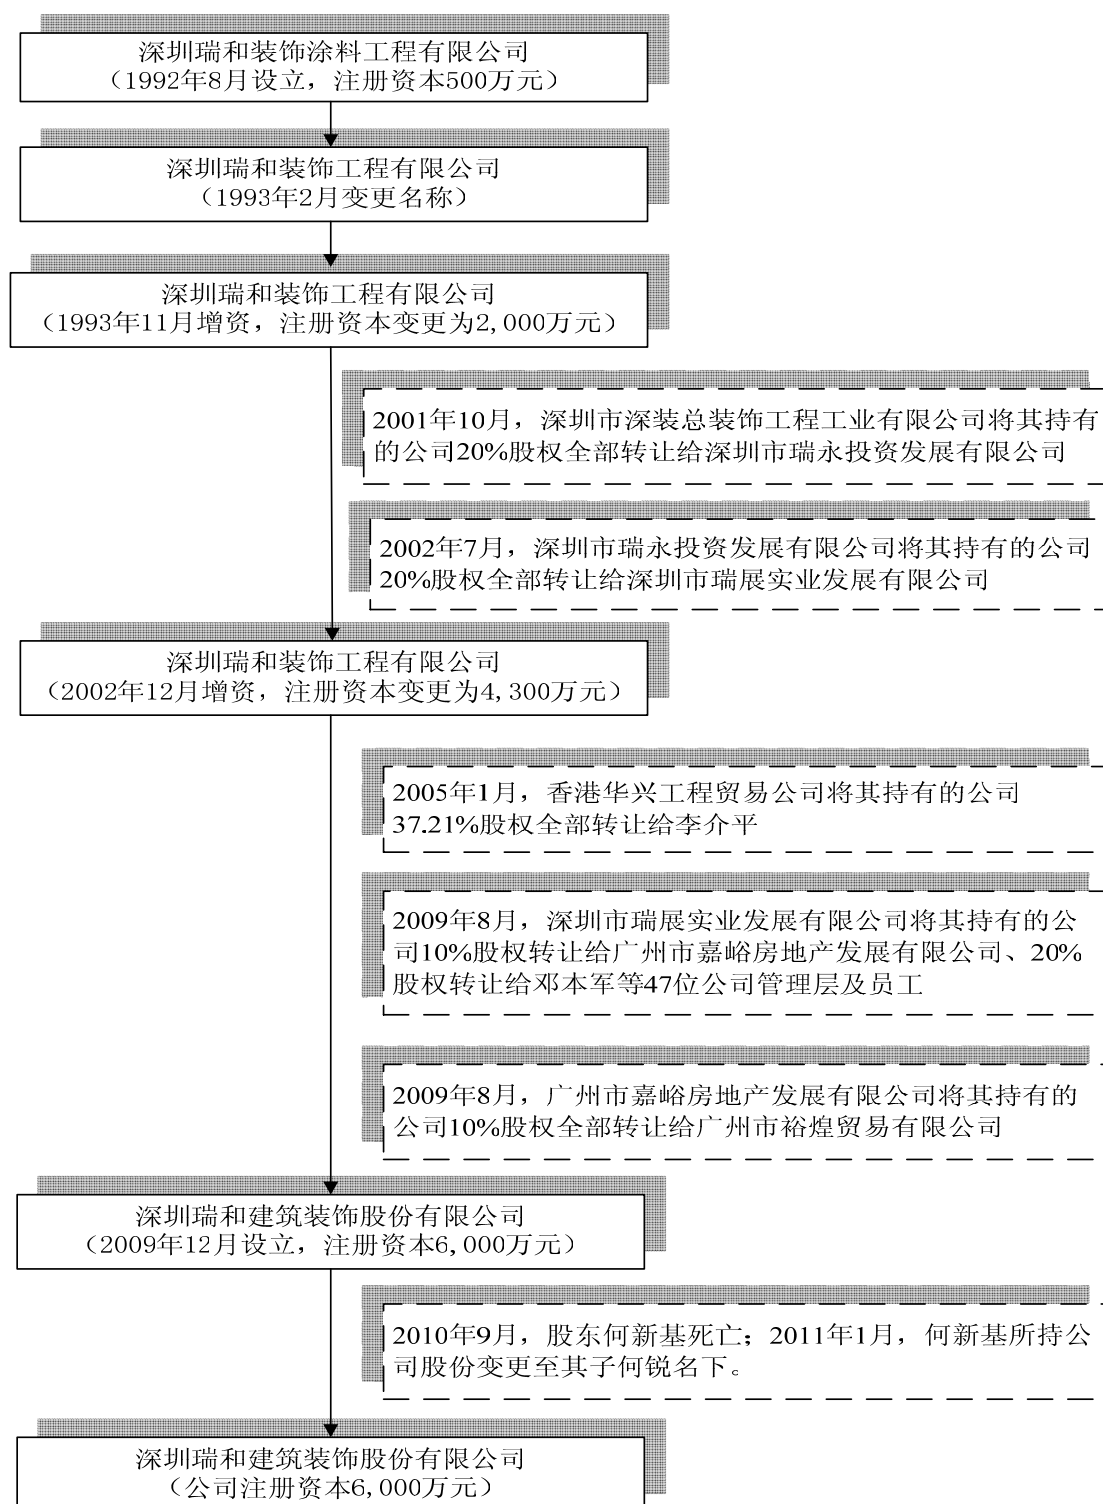 深圳瑞和装饰涂料工程有限公司
（1992年8月设立，注册资本500万元）
深圳瑞和装饰工程有限公司
（1993年2月变更名称）
深圳瑞和装饰工程有限公司
（1993年11月增资，注册资本变更为2,000万元）
2001年10月，深圳市深装总装饰工程工业有限公司将其持有
的公司20%股权全部转让给深圳市瑞永投资发展有限公司
2002年7月，深圳市瑞永投资发展有限公司将其持有的公司
20%股权全部转让给深圳市瑞展实业发展有限公司
深圳瑞和装饰工程有限公司
（2002年12月增资，注册资本变更为4,300万元）
2005年1月，香港华兴工程贸易公司将其持有的公司
37.21%股权全部转让给李介平
2009年8月，深圳市瑞展实业发展有限公司将其持有的公
司10%股权转让给广州市嘉峪房地产发展有限公司、20%
股权转让给邓本军等47位公司管理层及员工
2009年8月，广州市嘉峪房地产发展有限公司将其持有的
公司10%股权全部转让给广州市裕煌贸易有限公司
深圳瑞和建筑装饰股份有限公司
（2009年12月设立，注册资本6,000万元）
2010年9月，股东何新基死亡；2011年1月，何新基所持公
司股份变更至其子何锐名下。
深圳瑞和建筑装饰股份有限公司
（公司注册资本6,000万元）